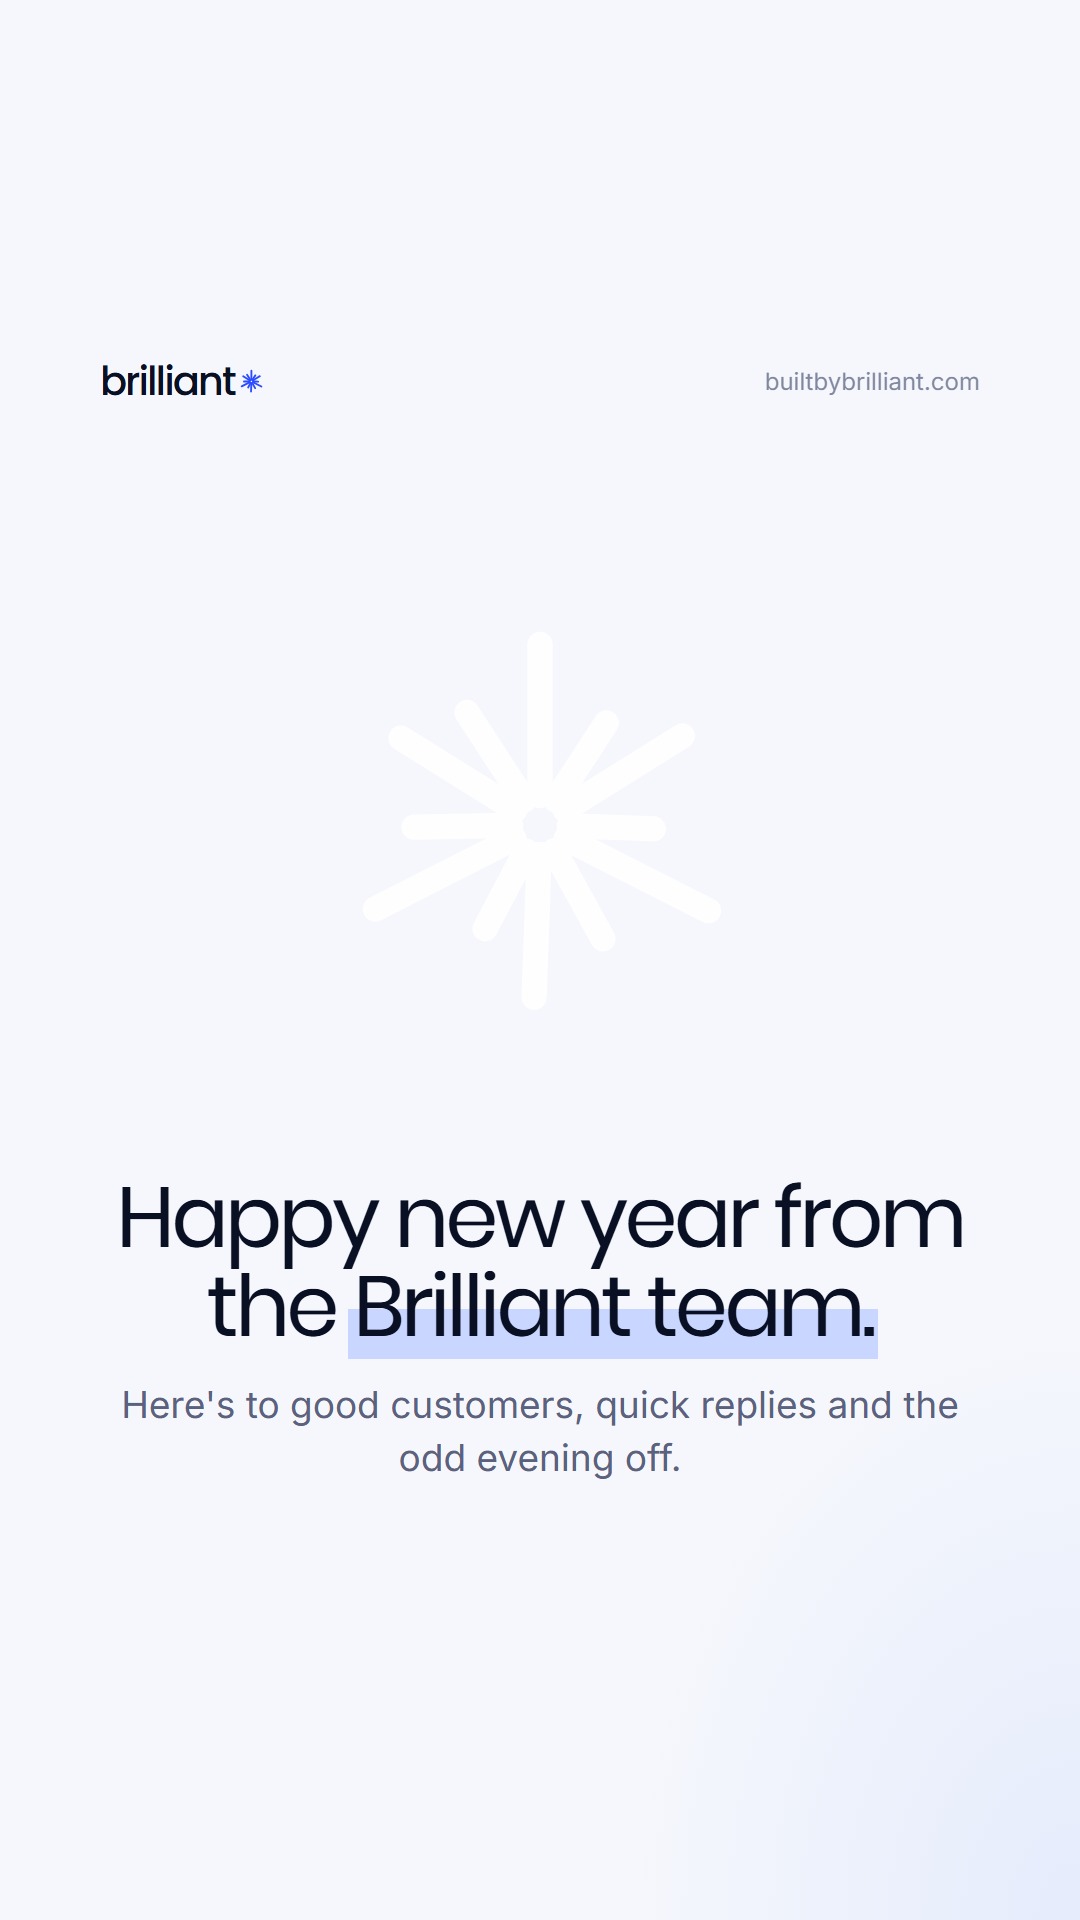 brilliant
builtbybrilliant.com
Happy new year from
the Brilliant team.
Here's to good customers, quick replies and the
odd evening off.